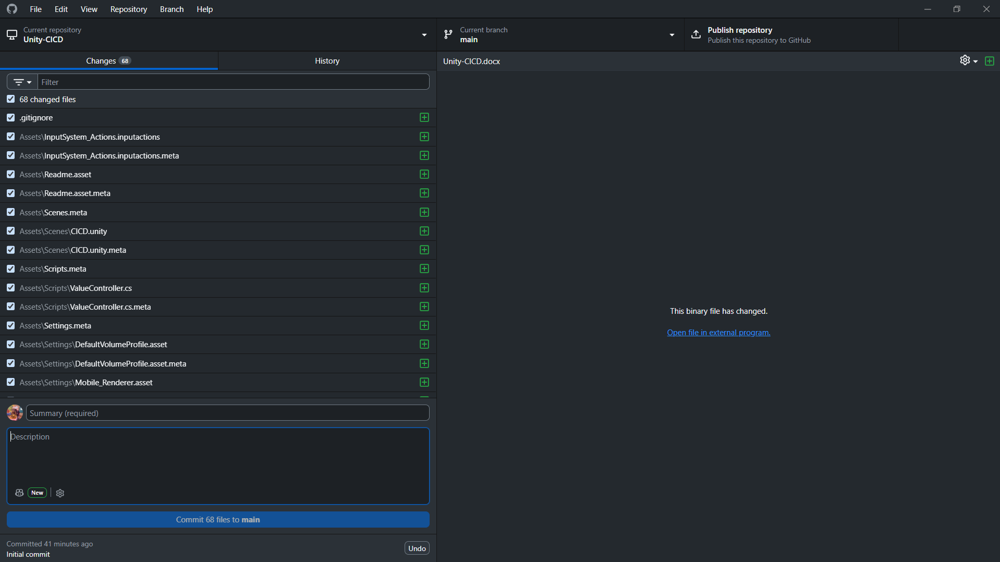 File Edit View Repository Branch Help
Current repository
Unity-CICD
Current branch
main
Publish repository
Publish this repository to GitHub
Changes 68
History
Unity-CICD.docx
Filter
68 changed files
.gitignore
Assets\InputSystem_Actions.inputactions
Assets\InputSystem_Actions.inputactions.meta
Assets\Readme.asset
Assets\Readme.asset.meta
Assets\Scenes.meta
Assets\Scenes\CICD.unity
Assets\Scenes\CICD.unity.meta
Assets\Scripts.meta
Assets\Scripts\ValueController.cs
Assets\Scripts\ValueController.cs.meta
Assets\Settings.meta
Assets\Settings\DefaultVolumeProfile.asset
Assets\Settings\DefaultVolumeProfile.asset.meta
Assets\Settings\Mobile_Renderer.asset
This binary file has changed.
Open file in external program.
Summary (required)
Description
New
Commit 68 files to main
Committed 41 minutes ago
Initial commit
Undo